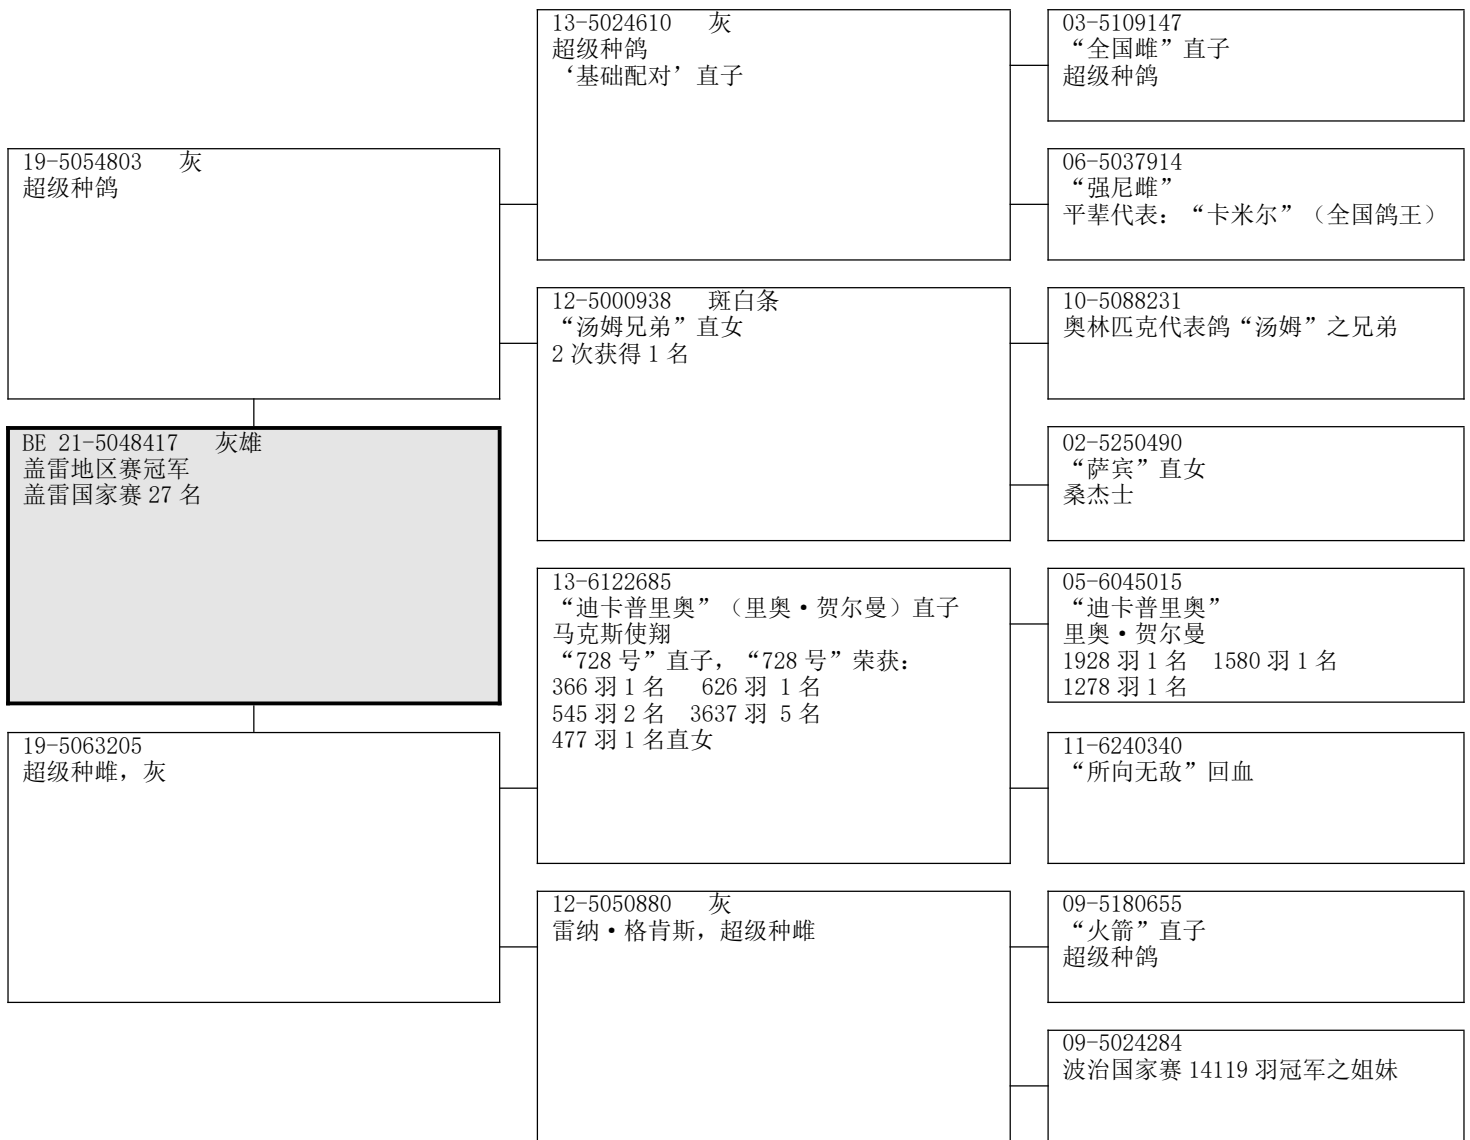 19-5054803 灰
超级种鸽
BE 21-5048417 灰雄
盖雷地区赛冠军
盖雷国家赛 27 名
19-5063205
超级种雌，灰
13-5024610 灰
超级种鸽
‘基础配对’直子
12-5000938 斑白条
“汤姆兄弟”直女
2 次获得 1 名
13-6122685
“迪卡普里奥”（里奥•贺尔曼）直子
马克斯使翔
“728 号”直子，“728 号”荣获：
366 羽 1 名 626 羽 1 名
545 羽 2 名 3637 羽 5 名
477 羽 1 名直女
12-5050880 灰
雷纳•格肯斯，超级种雌
03-5109147
“全国雌”直子
超级种鸽
06-5037914
“强尼雌”
平辈代表：“卡米尔”（全国鸽王）
10-5088231
奥林匹克代表鸽“汤姆”之兄弟
02-5250490
“萨宾”直女
桑杰士
05-6045015
“迪卡普里奥”
里奥•贺尔曼
1928 羽 1 名 1580 羽 1 名
1278 羽 1 名
11-6240340
“所向无敌”回血
09-5180655
“火箭”直子
超级种鸽
09-5024284
波治国家赛 14119 羽冠军之姐妹